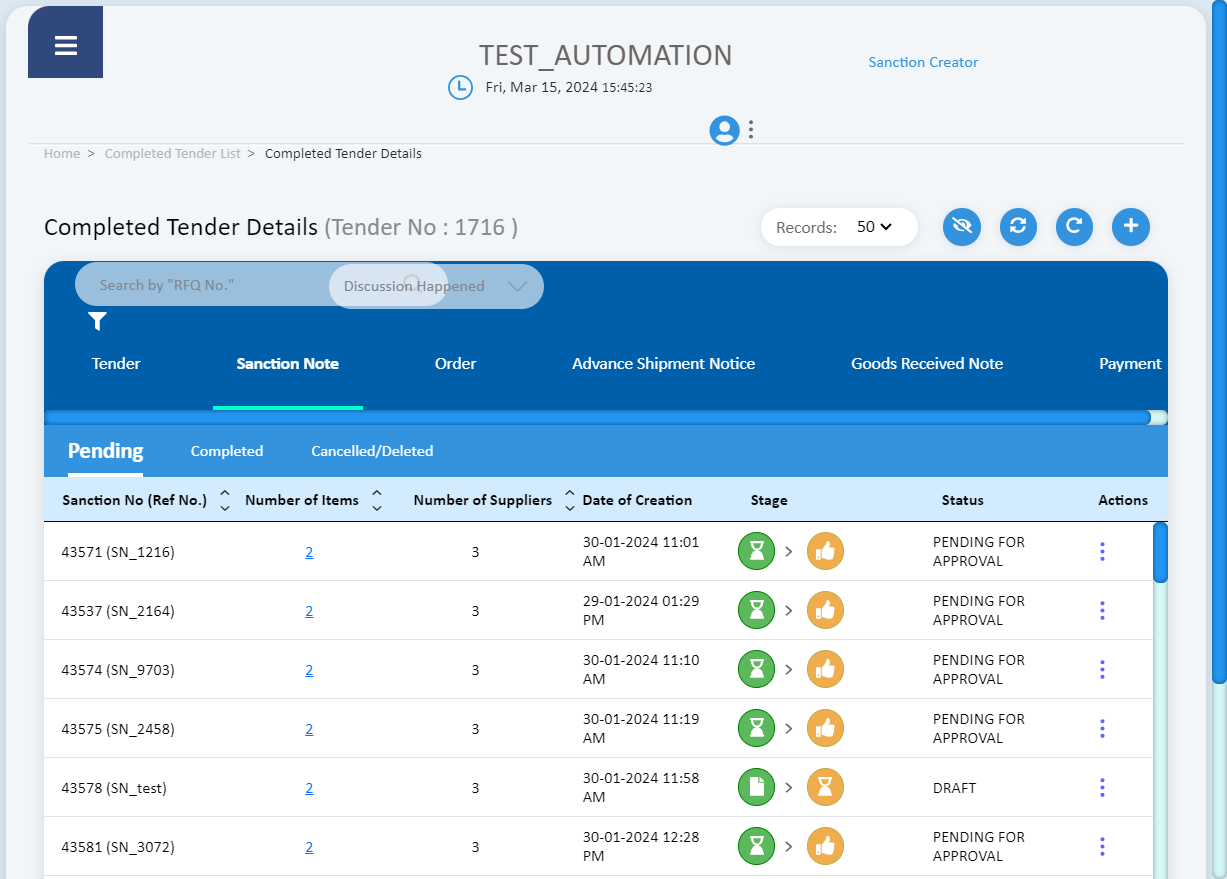 TEST_AUTOMATION
Sanction Creator
Fri, Mar 15, 2024 15:45:23
Home > Completed Tender List > Completed Tender Details
Completed Tender Details (Tender No : 1716 )
Records: 50
Search by "RFQ No."
Discussion Happened
Tender Sanction Note Order Advance Shipment Notice Goods Received Note Payment
Pending Completed Cancelled/Deleted
Sanction No (Ref No.) Number of Items Number of Suppliers Date of Creation Stage Status Actions
43571 (SN_1216) 2 3 30-01-2024 11:01 AM > PENDING FOR APPROVAL
43537 (SN_2164) 2 3 29-01-2024 01:29 PM > PENDING FOR APPROVAL
43574 (SN_9703) 2 3 30-01-2024 11:10 AM > PENDING FOR APPROVAL
43575 (SN_2458) 2 3 30-01-2024 11:19 AM > PENDING FOR APPROVAL
43578 (SN_test) 2 3 30-01-2024 11:58 AM > DRAFT
43581 (SN_3072) 2 3 30-01-2024 12:28 PM > PENDING FOR APPROVAL